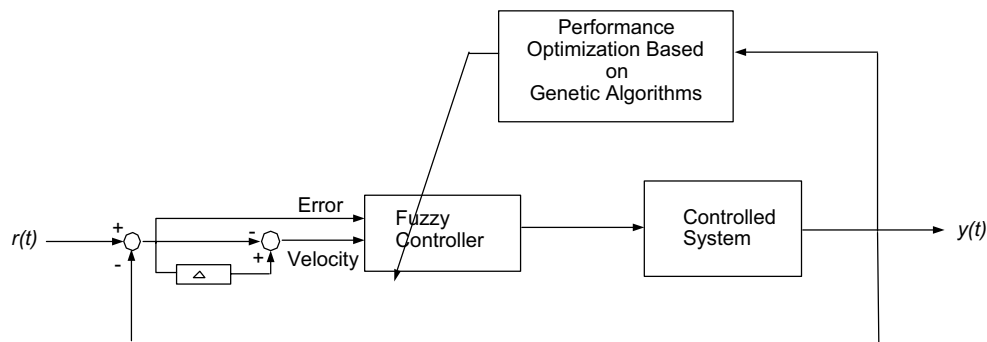 Performance
Optimization Based
on
Genetic Algorithms
Error
Fuzzy
Controller
Controlled
System
r(t)
+
-
-
+
Velocity
Δ
y(t)